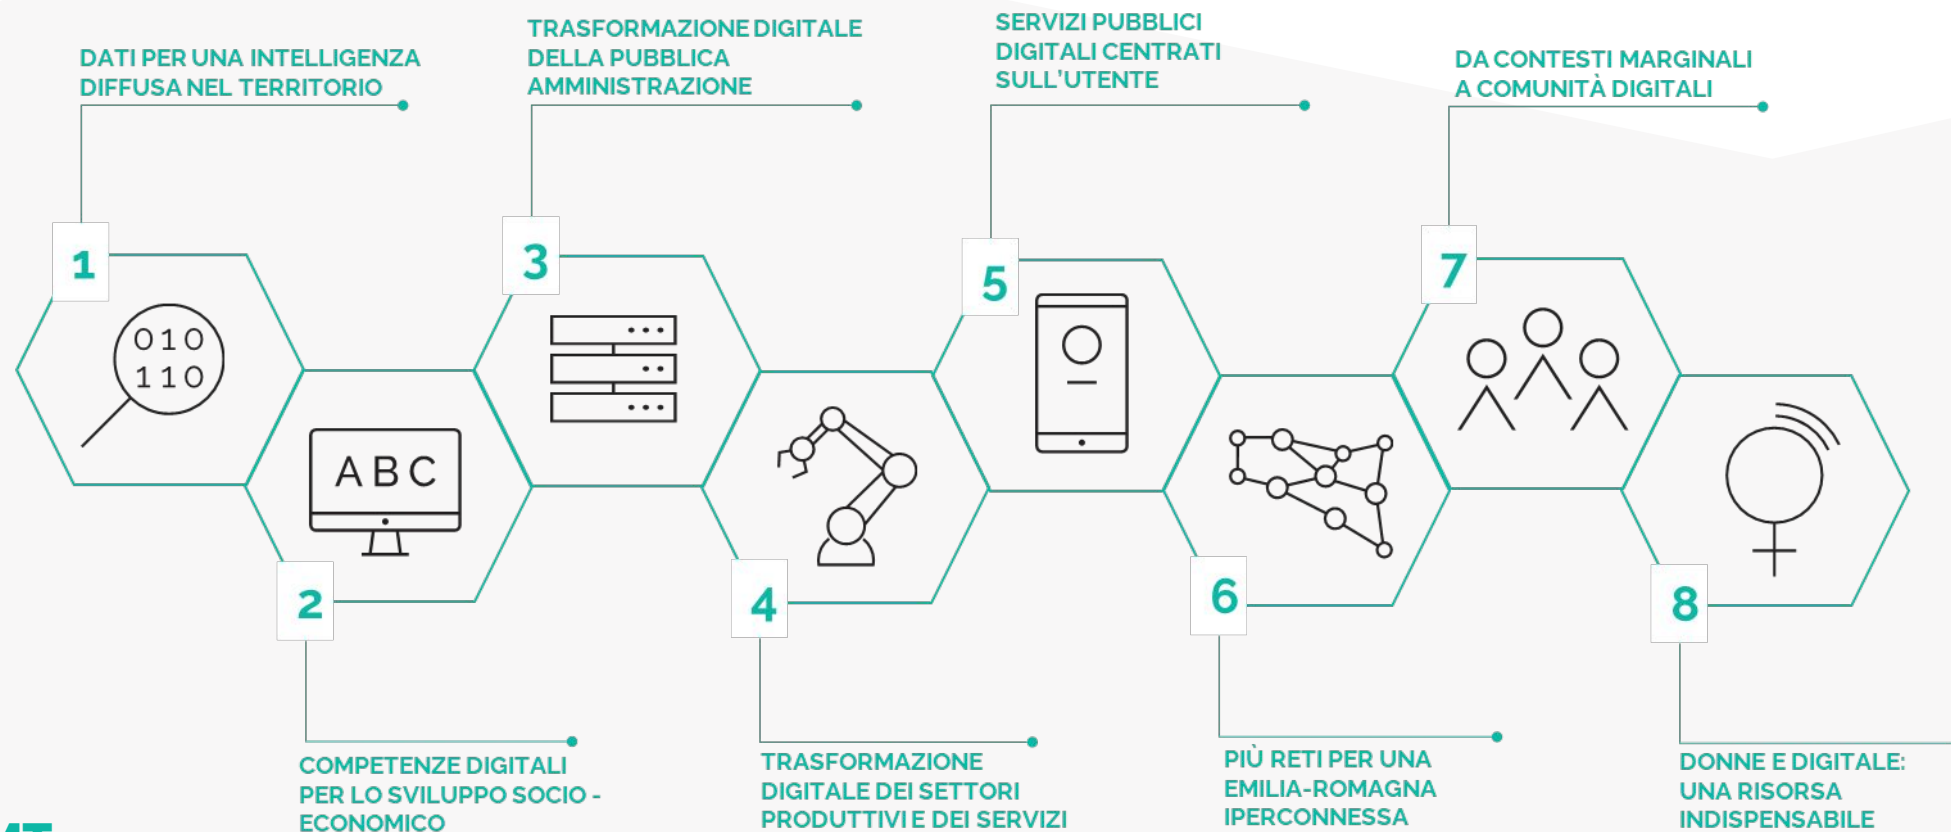 DATI PER UNA INTELLIGENZA
DIFFUSA NEL TERRITORIO
1
010
110
COMPETENZE DIGITALI
PER LO SVILUPPO SOCIO -
ECONOMICO
2
ABC
TRASFORMAZIONE DIGITALE
DELLA PUBBLICA
AMMINISTRAZIONE
3
TRASFORMAZIONE
DIGITALE DEI SETTORI
PRODUTTIVI E DEI SERVIZI
4
SERVIZI PUBBLICI
DIGITALI CENTRATI
SULL'UTENTE
5
PIÙ RETI PER UNA
EMILIA-ROMAGNA
IPERCONNESSA
6
DA CONTESTI MARGINALI
A COMUNITÀ DIGITALI
7
DONNE E DIGITALE:
UNA RISORSA
INDISPENSABILE
8